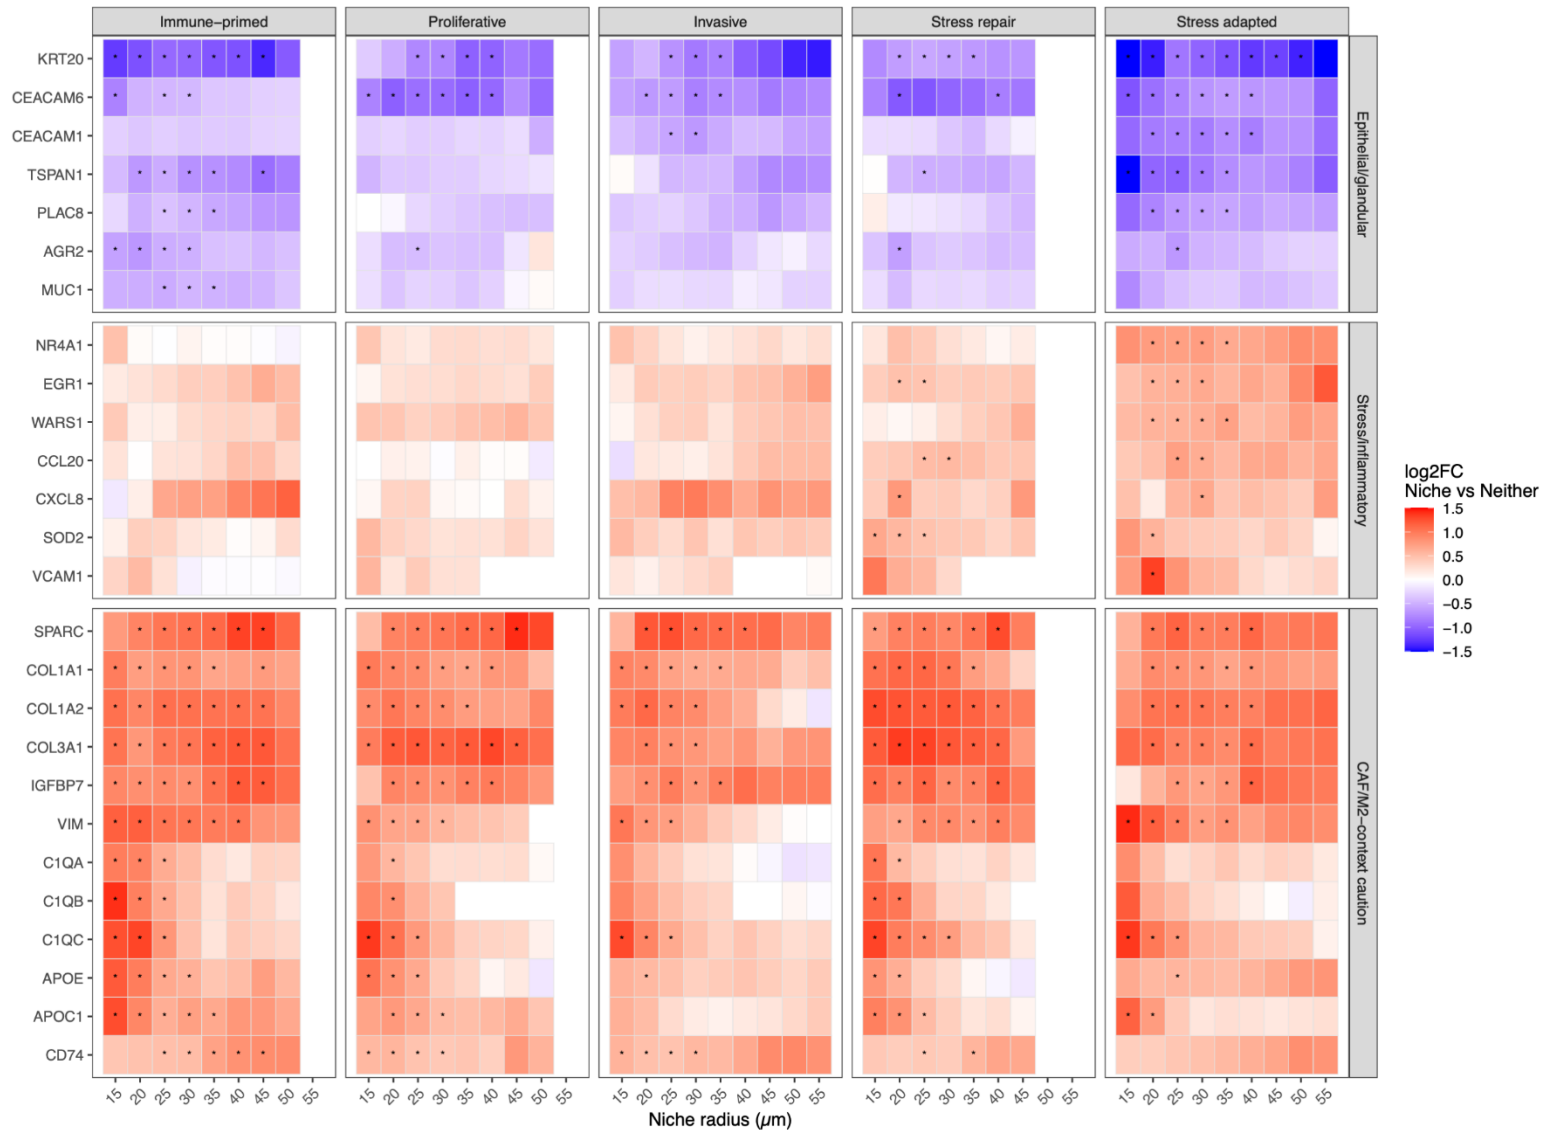 Immune−primed
Proliferative
Invasive
Stress repair
Stress adapted
KRT20
CEACAM6
CEACAM1
TSPAN1
PLAC8
AGR2
MUC1
Epithelial/glandular
NR4A1
EGR1
WARS1
CCL20
CXCL8
SOD2
VCAM1
Stress/inflammatory
SPARC
COL1A1
COL1A2
COL3A1
IGFBP7
VIM
C1QA
C1QB
C1QC
APOE
APOC1
CD74
CAF/M2−context caution
15 20 25 30 35 40 45 50 55
15 20 25 30 35 40 45 50 55
15 20 25 30 35 40 45 50 55
15 20 25 30 35 40 45 50 55
15 20 25 30 35 40 45 50 55
Niche radius (µm)
log2FC
Niche vs Neither
1.5
1.0
0.5
0.0
−0.5
−1.0
−1.5